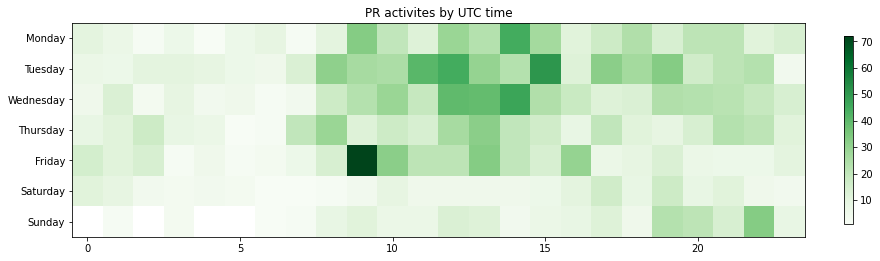 PR activites by UTC time
Monday
Tuesday
Wednesday
Thursday
Friday
Saturday
Sunday
0 5 10 15 20
70
60
50
40
30
20
10